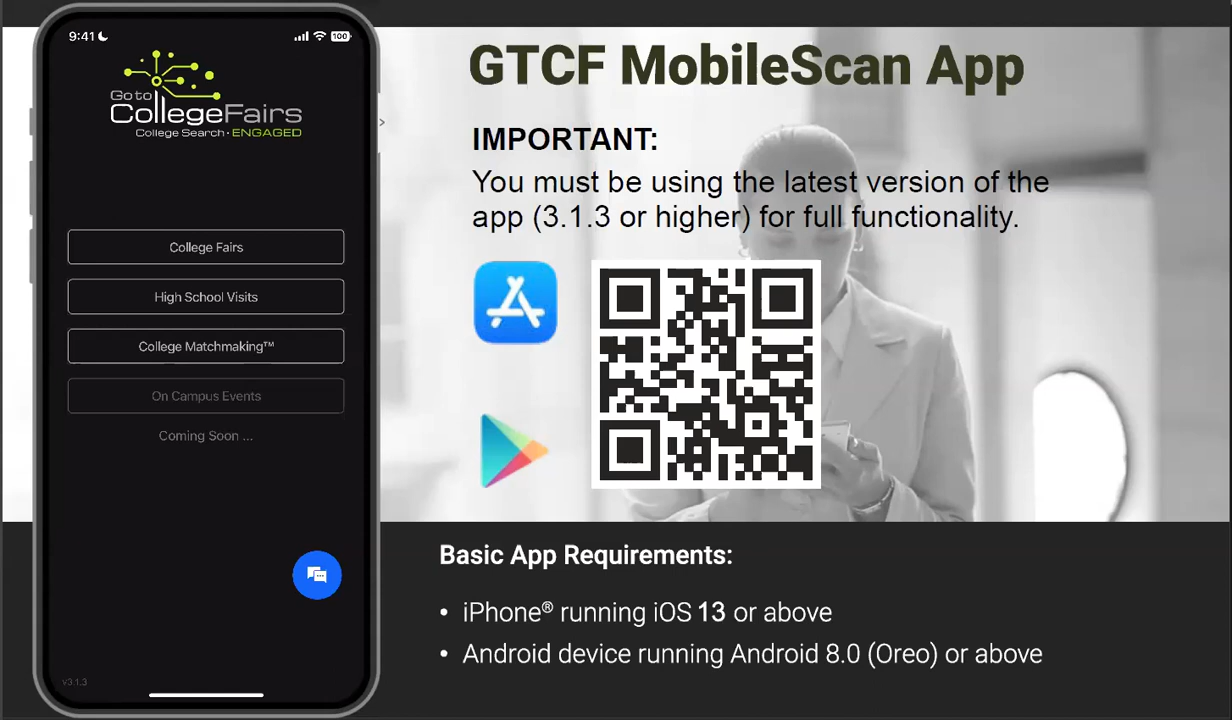 9:41
100
Go to
CollegeFairs
College Search · ENGAGED
College Fairs
High School Visits
College Matchmaking™
On Campus Events
Coming Soon ...
v3.1.3
GTCF MobileScan App
IMPORTANT:
You must be using the latest version of the
app (3.1.3 or higher) for full functionality.
Basic App Requirements:
• iPhone® running iOS 13 or above
• Android device running Android 8.0 (Oreo) or above